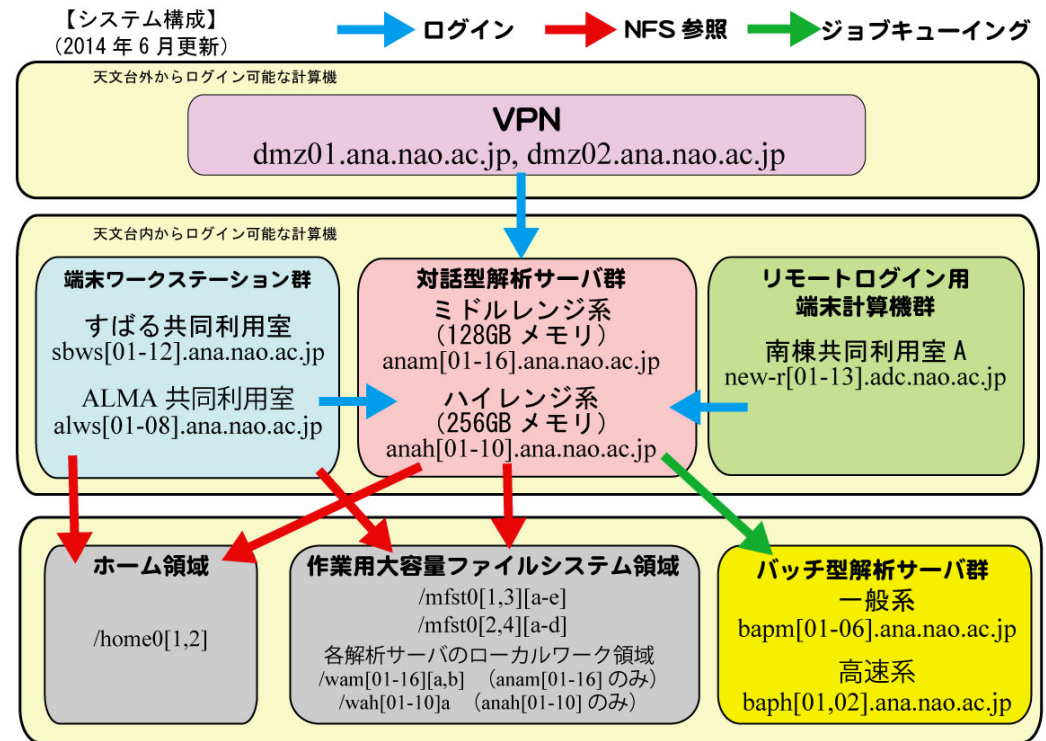 【システム構成】
(2014 年 6 月更新)
ログイン
NFS 参照
ジョブキューイング
天文台外からログイン可能な計算機
VPN
dmz01.ana.nao.ac.jp, dmz02.ana.nao.ac.jp
天文台内からログイン可能な計算機
端末ワークステーション群
すばる共同利用室
sbws[01-12].ana.nao.ac.jp
ALMA 共同利用室
alws[01-08].ana.nao.ac.jp
対話型解析サーバ群
ミドルレンジ系
(128GB メモリ)
anam[01-16].ana.nao.ac.jp
ハイレンジ系
(256GB メモリ)
anah[01-10].ana.nao.ac.jp
リモートログイン用
端末計算機群
南棟共同利用室 A
new-r[01-13].adc.nao.ac.jp
ホーム領域
/home0[1,2]
作業用大容量ファイルシステム領域
/mfst0[1,3][a-e]
/mfst0[2,4][a-d]
各解析サーバのローカルワーク領域
/wam[01-16][a,b] (anam[01-16] のみ)
/wah[01-10]a (anah[01-10] のみ)
バッチ型解析サーバ群
一般系
bapm[01-06].ana.nao.ac.jp
高速系
baph[01,02].ana.nao.ac.jp